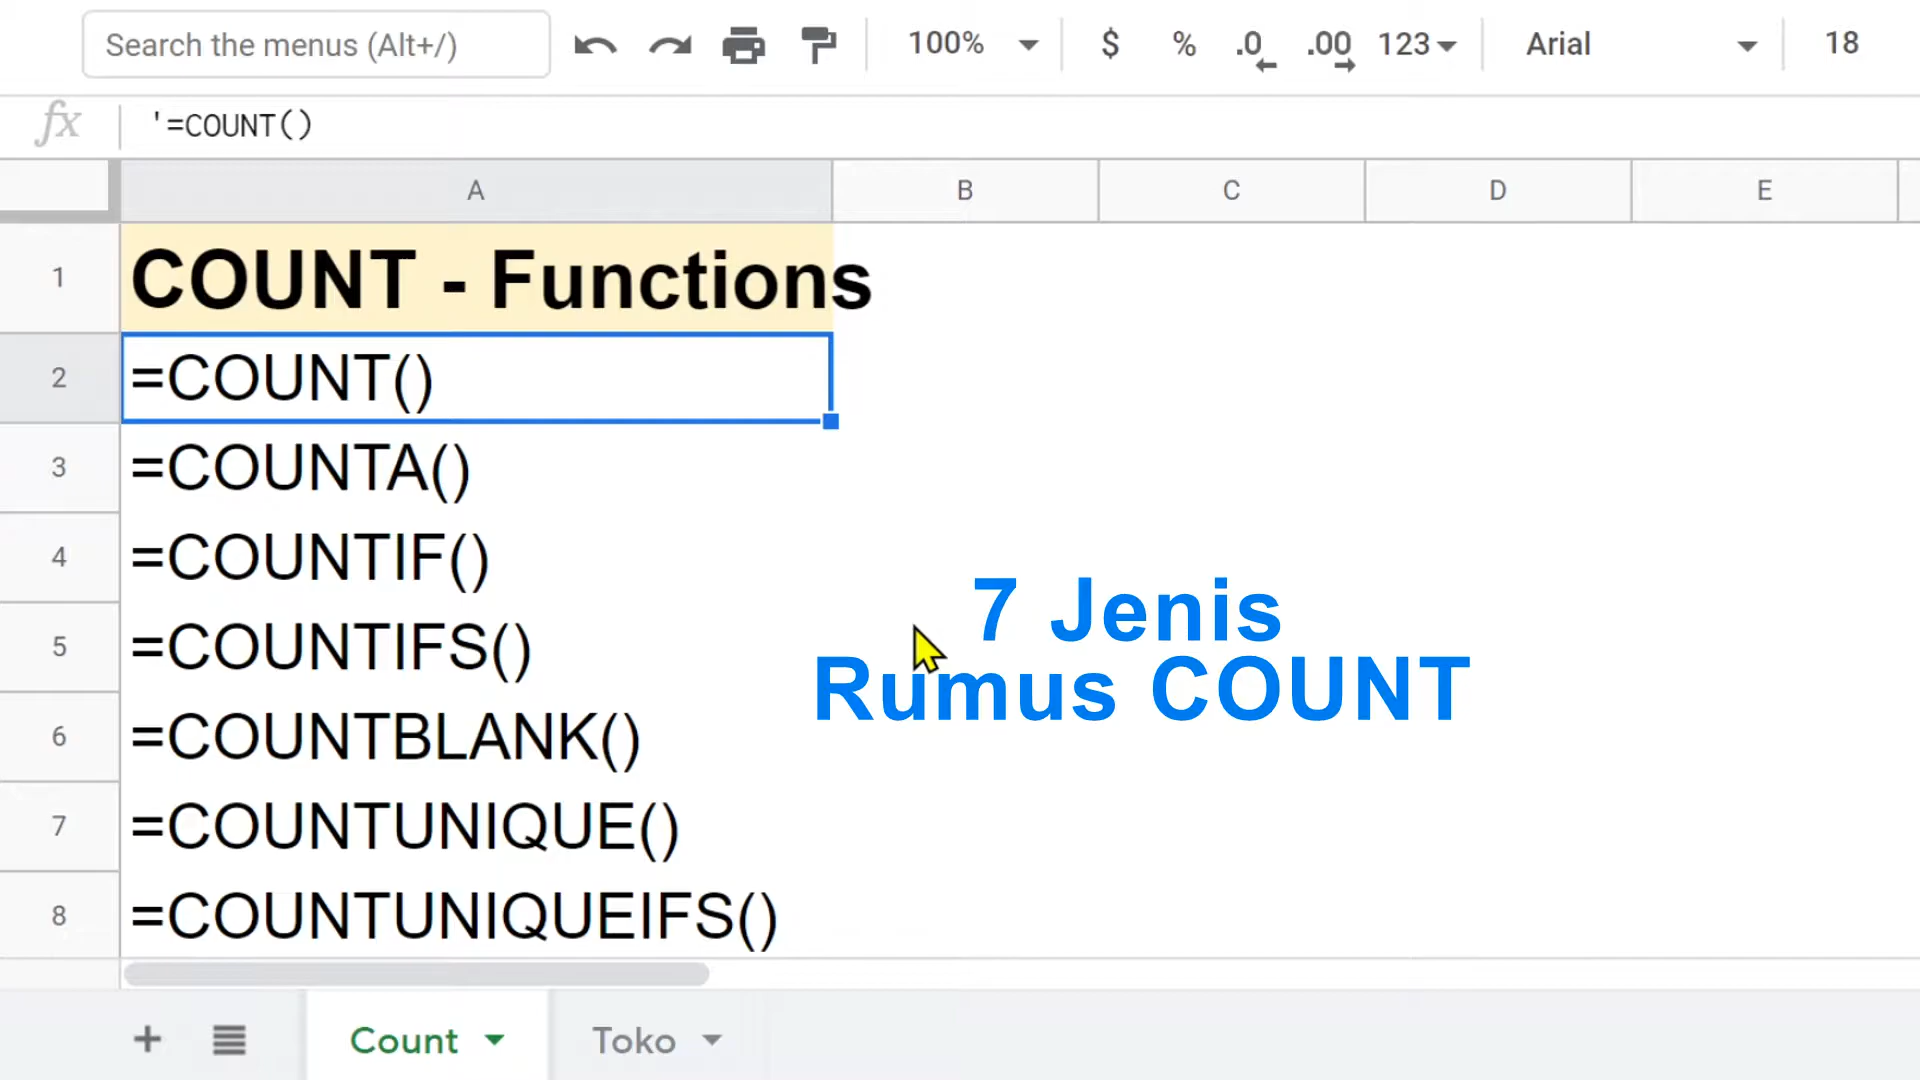 Search the menus (Alt+/)
100%
$ % .0 .00 123
Arial
18
fx
'=COUNT()
A B C D E
1 COUNT - Functions
2 =COUNT()
3 =COUNTA()
4 =COUNTIF()
5 =COUNTIFS()
6 =COUNTBLANK()
7 =COUNTUNIQUE()
8 =COUNTUNIQUEIFS()
7 Jenis
Rumus COUNT
Count
Toko